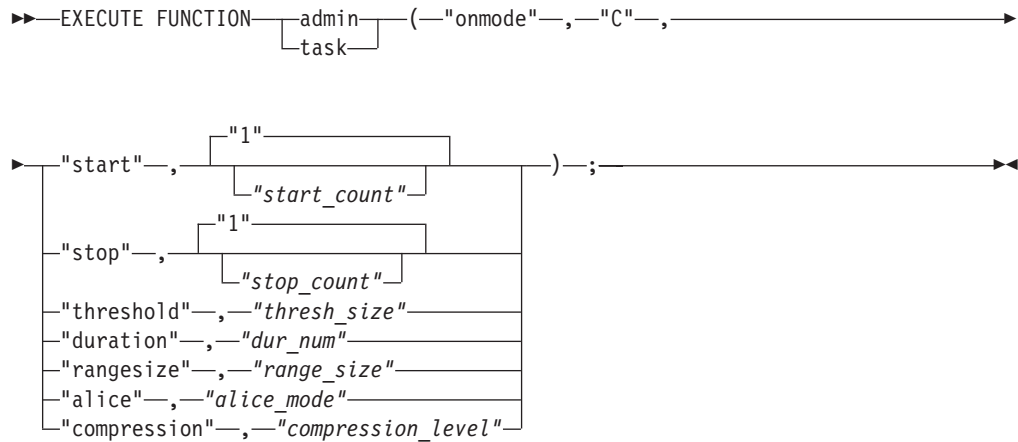 EXECUTE FUNCTION admin ( "onmode" , "C" ,
task
"1"
"start" , ) ;
"start_count"
"1"
"stop" ,
"stop_count"
"threshold" , "thresh_size"
"duration" , "dur_num"
"rangesize" , "range_size"
"alice" , "alice_mode"
"compression" , "compression_level"